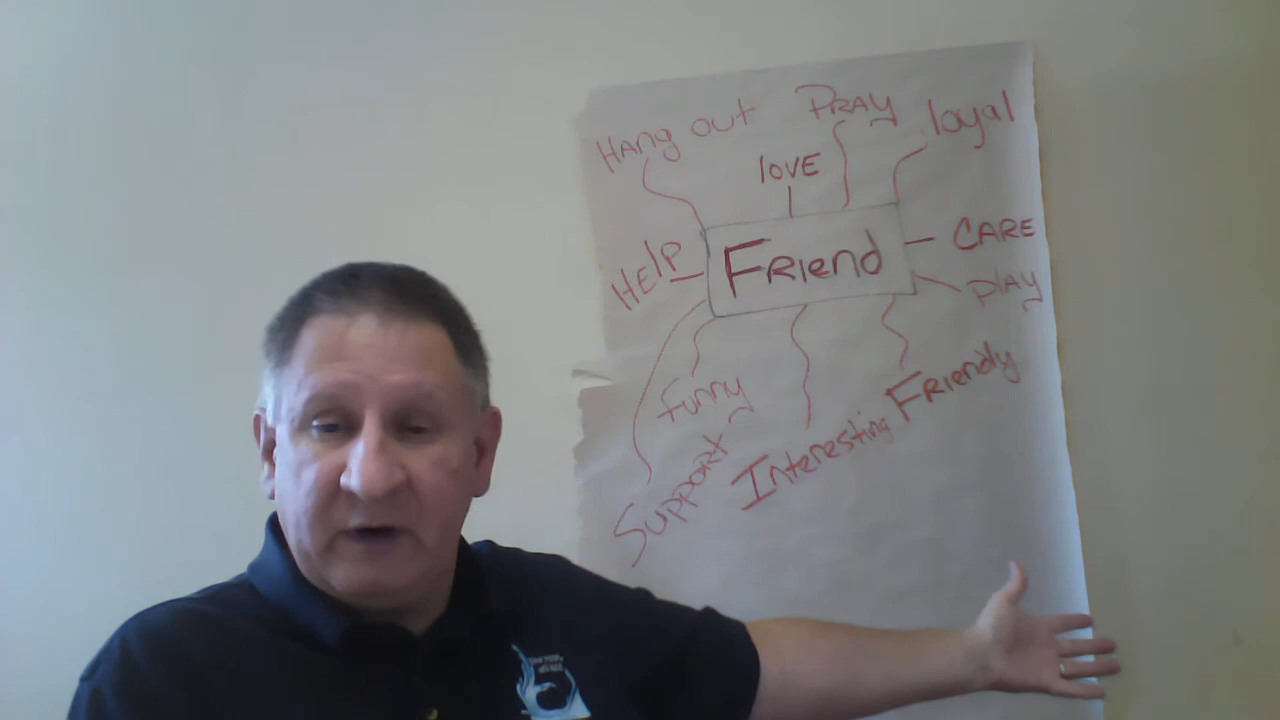 HANG out
PRAY
loyal
lOVE
CARE
HElP
FRIend
PlAY
funny
FRIendly
Interesting
SuppORT